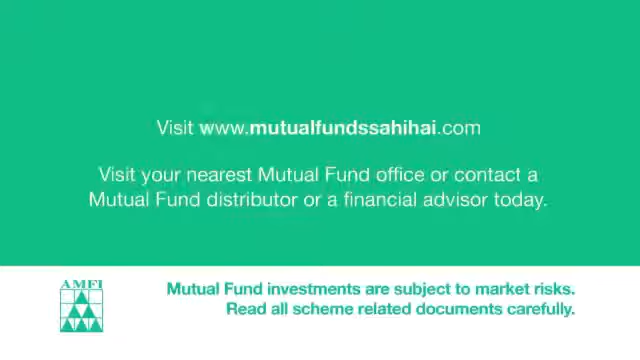 Visit www.mutualfundssahihai.com
Visit your nearest Mutual Fund office or contact a
Mutual Fund distributor or a financial advisor today.
AMFI
Mutual Fund investments are subject to market risks.
Read all scheme related documents carefully.